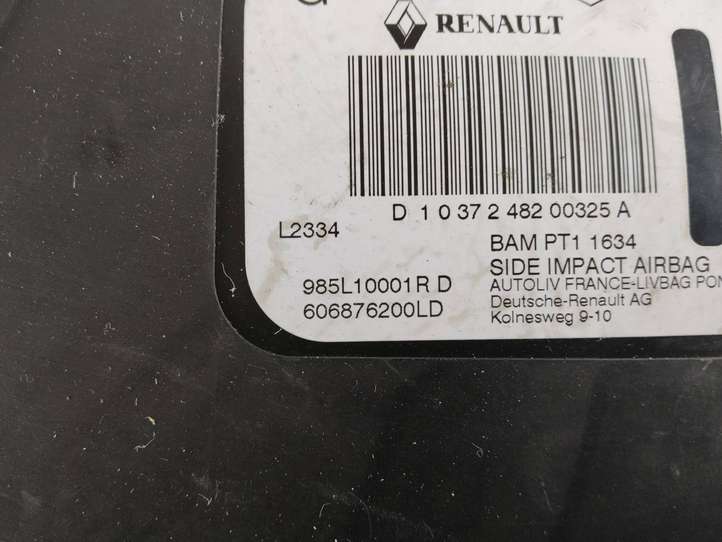 RENAULT
D 1 0 37 2 482 00325 A
L2334
BAM PT1 1634
SIDE IMPACT AIRBAG
985L10001R D
AUTOLIV FRANCE-LIVBAG PON
606876200LD
Deutsche-Renault AG
Kolnesweg 9-10